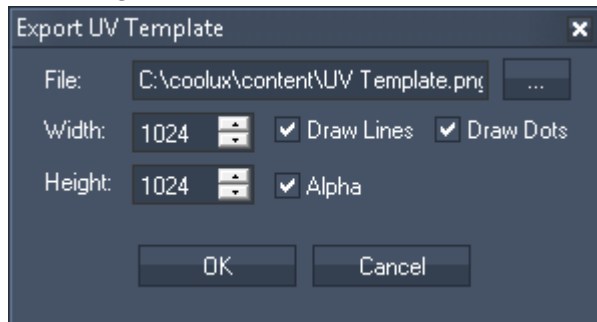 Export UV Template
File: C:\coolux\content\UV Template.png ...
Width: 1024 Draw Lines Draw Dots
Height: 1024 Alpha
OK Cancel